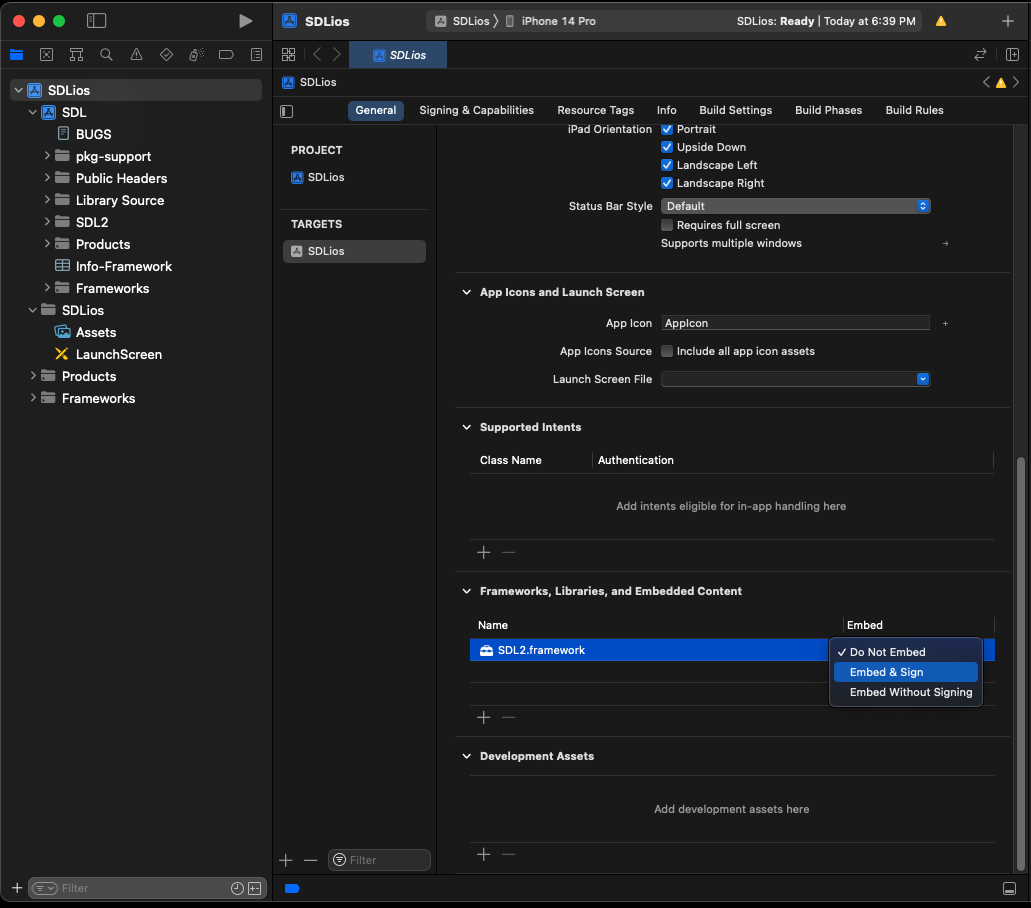 SDLios
SDLios iPhone 14 Pro
SDLios: Ready | Today at 6:39 PM
SDLios
SDLios
SDLios
SDL
BUGS
pkg-support
Public Headers
Library Source
SDL2
Products
Info-Framework
Frameworks
SDLios
Assets
LaunchScreen
Products
Frameworks
Filter
General Signing & Capabilities Resource Tags Info Build Settings Build Phases Build Rules
PROJECT
SDLios
TARGETS
SDLios
Filter
iPad Orientation Portrait
Upside Down
Landscape Left
Landscape Right
Status Bar Style Default
Requires full screen
Supports multiple windows
App Icons and Launch Screen
App Icon AppIcon
App Icons Source Include all app icon assets
Launch Screen File
Supported Intents
Class Name Authentication
Add intents eligible for in-app handling here
Frameworks, Libraries, and Embedded Content
Name Embed
SDL2.framework
Do Not Embed
Embed & Sign
Embed Without Signing
Development Assets
Add development assets here